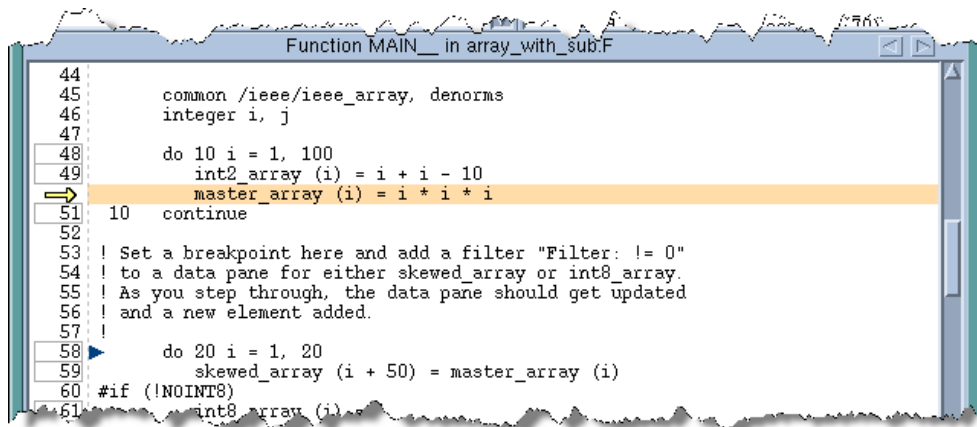 Function MAIN__ in array_with_sub.F
44
45 common /ieee/ieee_array, denorms
46 integer i, j
47
48 do 10 i = 1, 100
49 int2_array (i) = i + i - 10
master_array (i) = i * i * i
51 10 continue
52
53 ! Set a breakpoint here and add a filter "Filter: != 0"
54 ! to a data pane for either skewed_array or int8_array.
55 ! As you step through, the data pane should get updated
56 ! and a new element added.
57 !
58 do 20 i = 1, 20
59 skewed_array (i + 50) = master_array (i)
60 #if (!NOINT8)
61 int8_array (i)